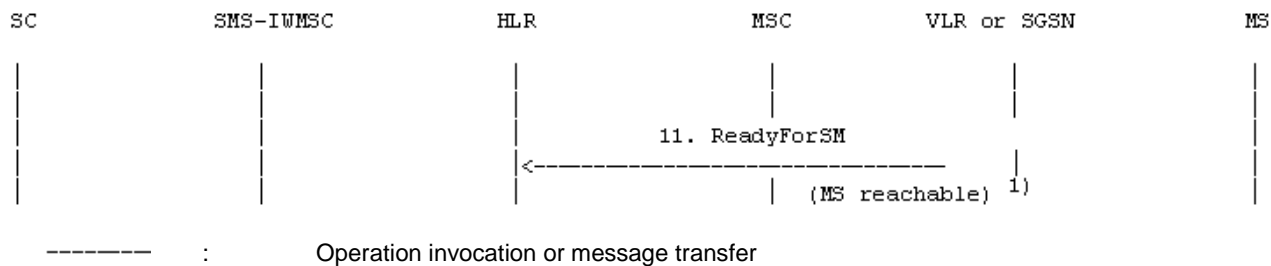 SC SMS-IWMSC HLR MSC VLR or SGSN MS
11. ReadyForSM
(MS reachable) 1)
: Operation invocation or message transfer